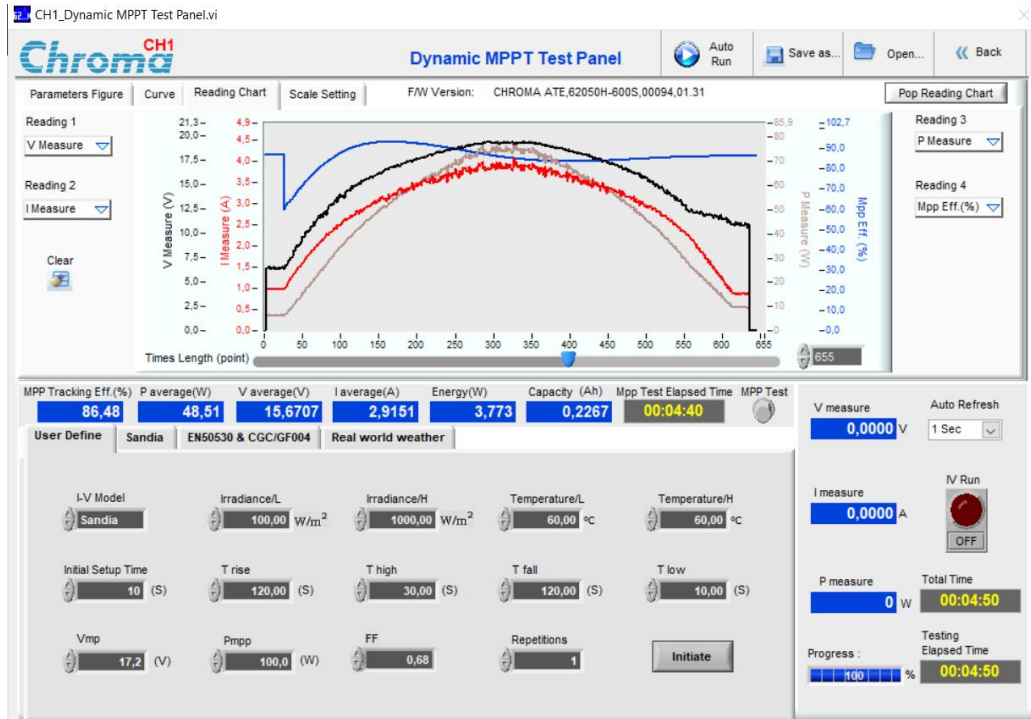 CH1_Dynamic MPPT Test Panel.vi
Chroma CH1
Dynamic MPPT Test Panel
Auto Run
Save as...
Open...
Back
Parameters Figure
Curve
Reading Chart
Scale Setting
F/W Version: CHROMA ATE,62050H-600S,00094,01.31
Pop Reading Chart
Reading 1
V Measure
Reading 2
I Measure
Clear
V Measure (V)
21,3
20,0
17,5
15,0
12,5
10,0
7,5
5,0
2,5
0,0
I Measure (A)
4,9
4,5
4,0
3,5
3,0
2,5
2,0
1,5
1,0
0,5
0,0
0 50 100 150 200 250 300 350 400 450 500 550 600 655
Times Length (point)
655
P Measure (W)
85,9
80
70
60
50
40
30
20
10
0
Mpp Eff. (%)
102,7
90,0
80,0
70,0
60,0
50,0
40,0
30,0
20,0
10,0
0,0
Reading 3
P Measure
Reading 4
Mpp Eff.(%)
MPP Tracking Eff.(%) P average(W) V average(V) I average(A) Energy(W) Capacity (Ah) Mpp Test Elapsed Time MPP Test
86,48 48,51 15,6707 2,9151 3,773 0,2267 00:04:40
User Define
Sandia
EN50530 & CGC/GF004
Real world weather
I-V Model Irradiance/L Irradiance/H Temperature/L Temperature/H
Sandia 100,00 W/m² 1000,00 W/m² 60,00 ºC 60,00 ºC
Initial Setup Time T rise T high T fall T low
10 (S) 120,00 (S) 30,00 (S) 120,00 (S) 10,00 (S)
Vmp Pmpp FF Repetitions
17,2 (V) 100,0 (W) 0,68 1
Initiate
V measure
0,0000 V
Auto Refresh
1 Sec
I measure
0,0000 A
IV Run
OFF
P measure
0 W
Total Time
00:04:50
Progress :
100 %
Testing
Elapsed Time
00:04:50